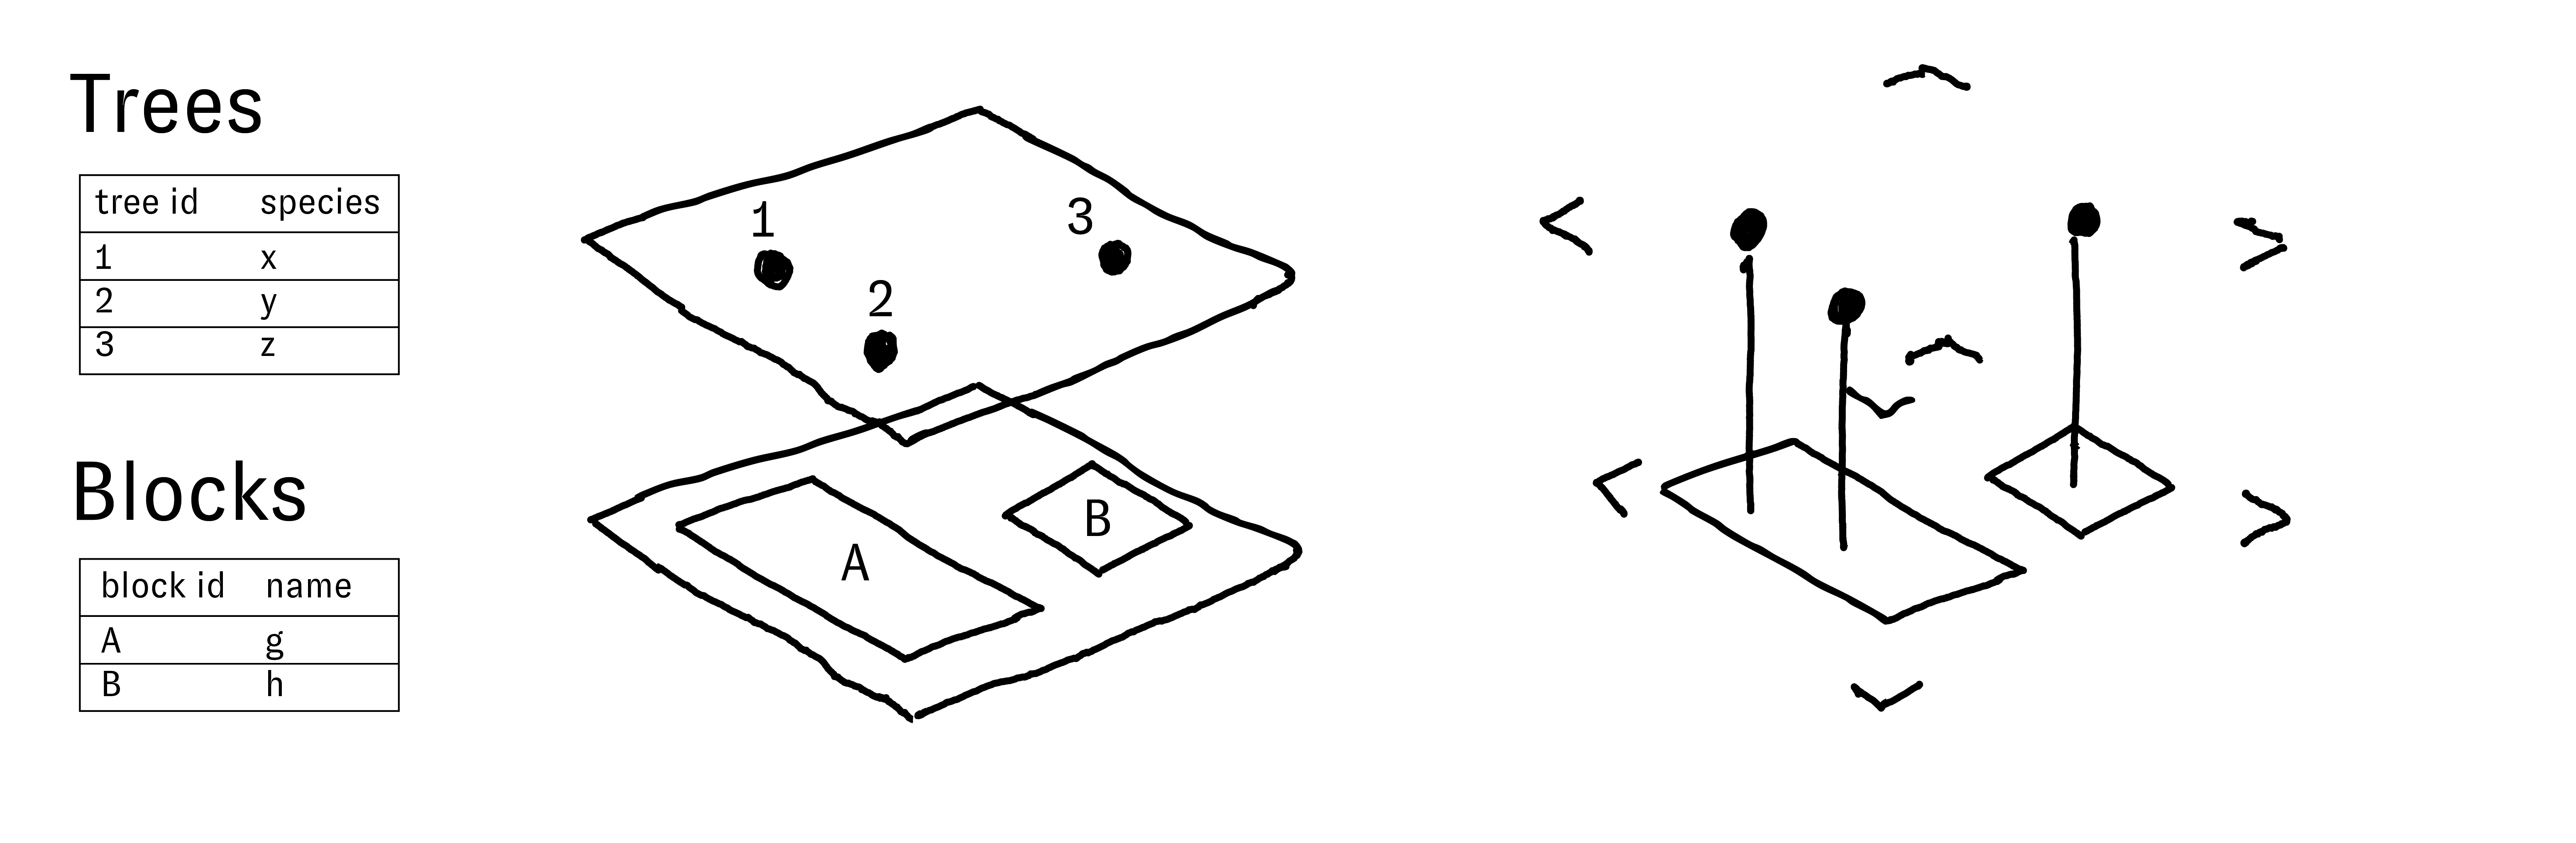 Trees
tree id species
1 x
2 y
3 z
Blocks
block id name
A g
B h
1
3
2
B
A